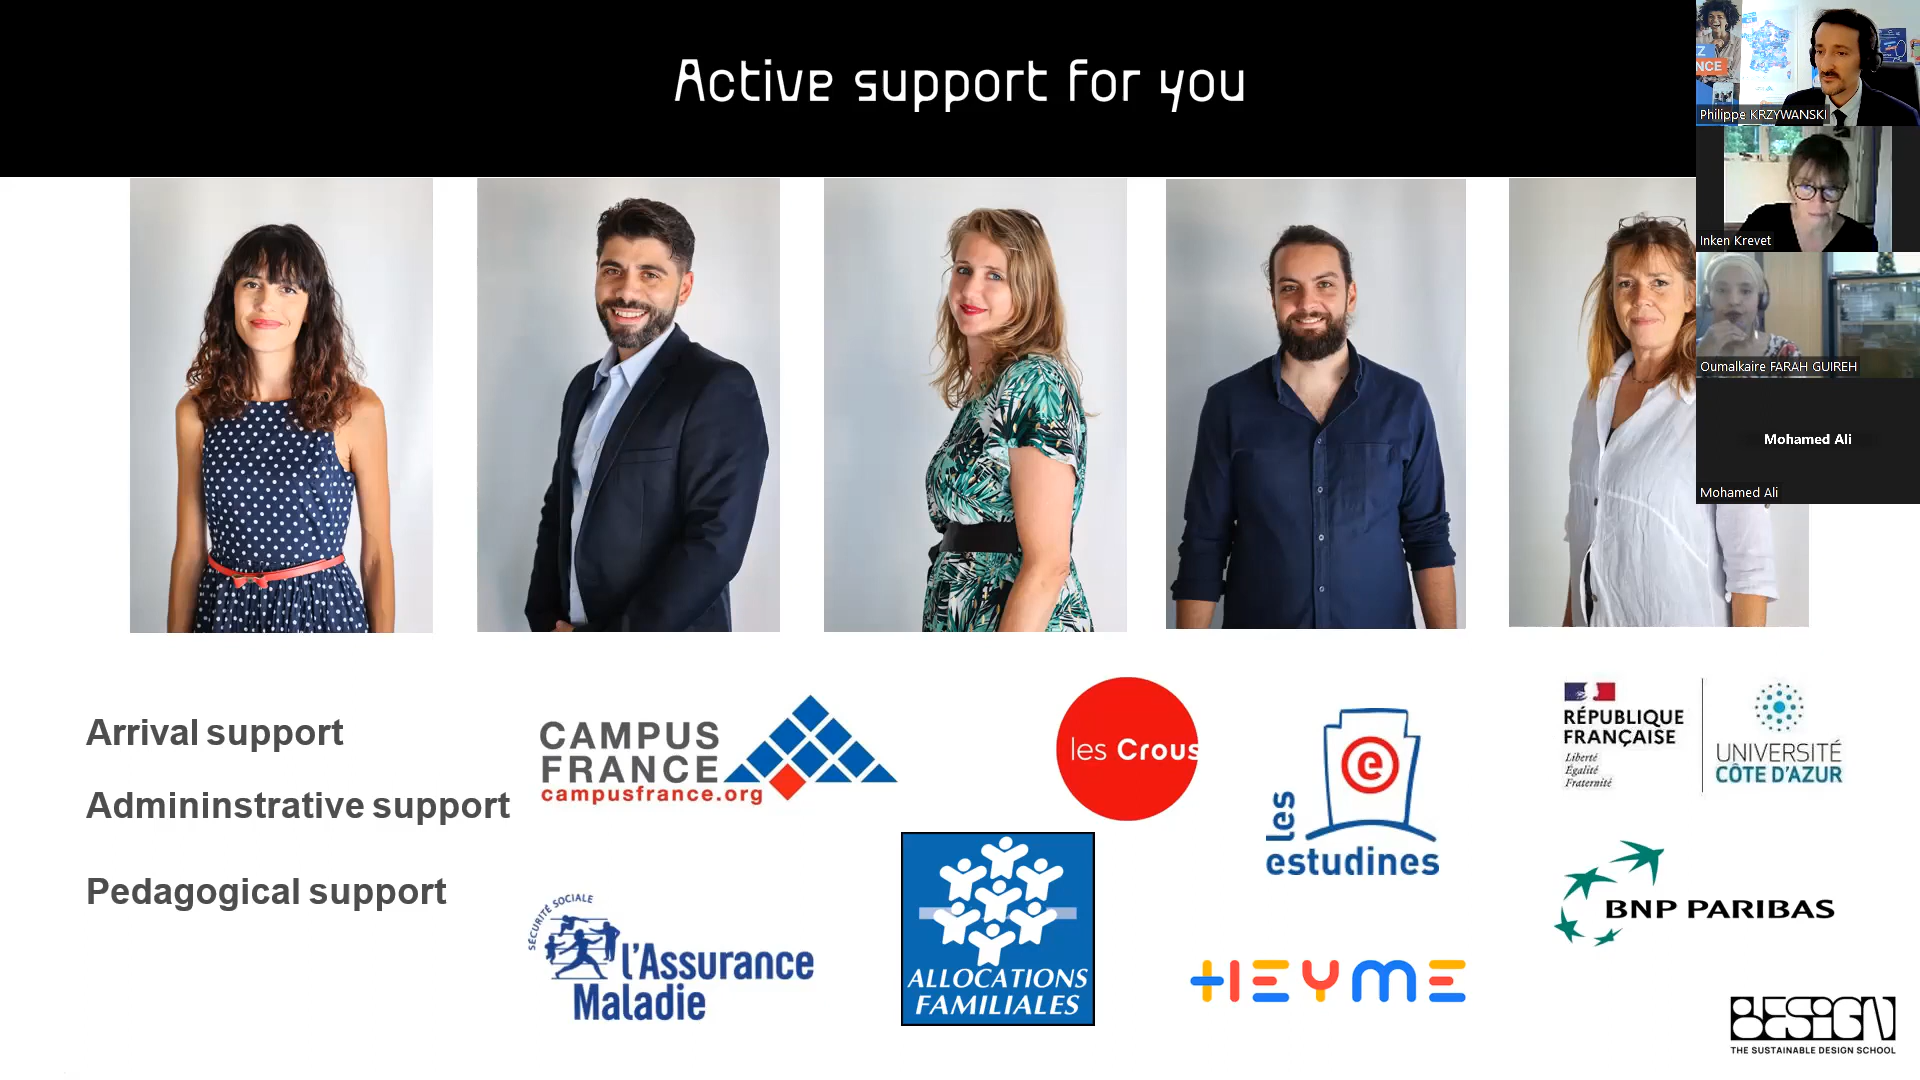 Active support for you
NCE
Philippe KRZYWANSKI
Inken Krevet
Oumalkaire FARAH GUIREH
Mohamed Ali
Mohamed Ali
Arrival support
Admininstrative support
Pedagogical support
CAMPUS
FRANCE
campusfrance.org
les Crous
les
e
estudines
RÉPUBLIQUE
FRANÇAISE
Liberté
Égalité
Fraternité
UNIVERSITÉ
CÔTE D'AZUR
SÉCURITÉ SOCIALE
l'Assurance
Maladie
ALLOCATIONS
FAMILIALES
HEYME
BNP PARIBAS
BESIGN
THE SUSTAINABLE DESIGN SCHOOL